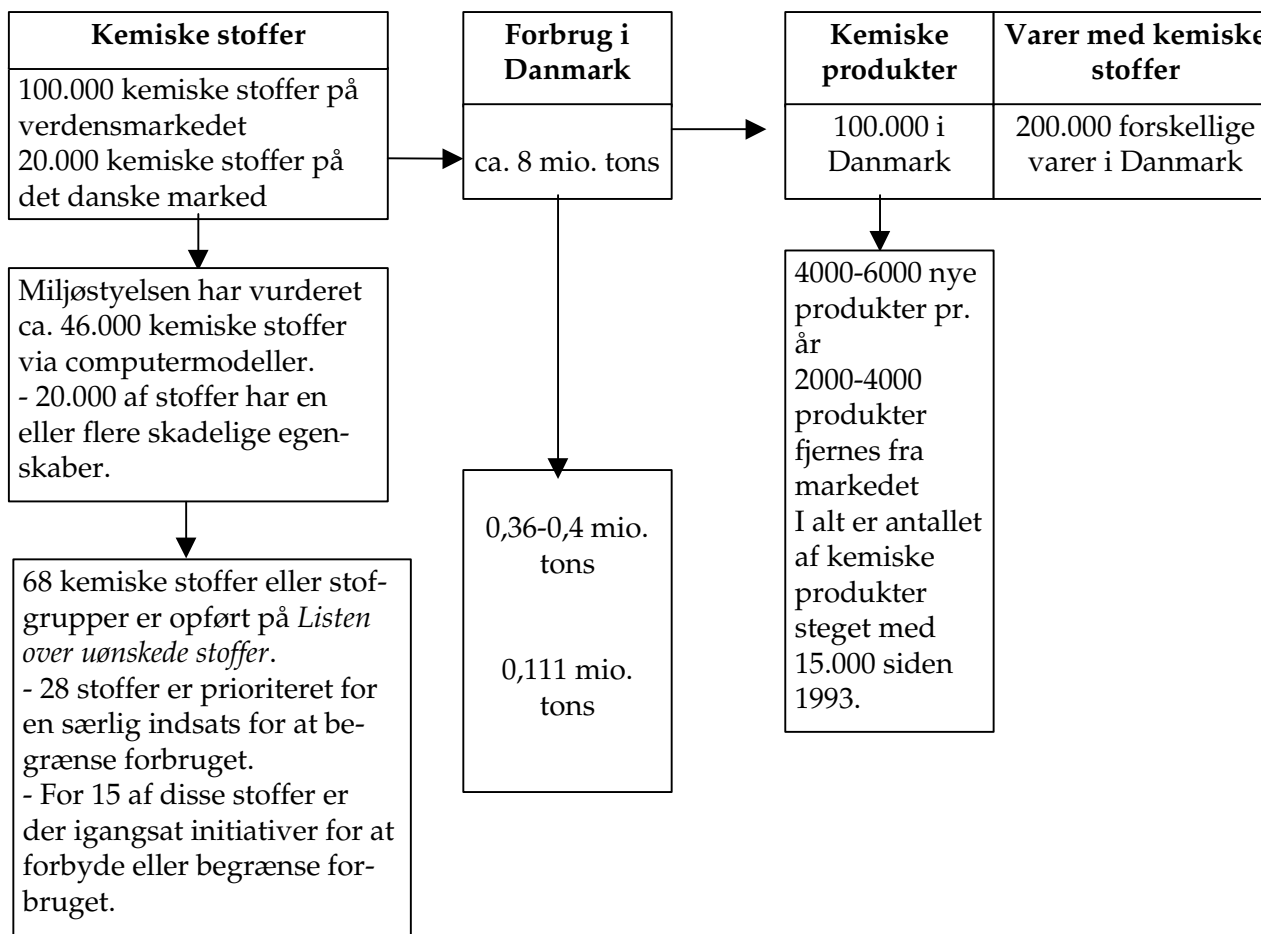 Kemiske stoffer
100.000 kemiske stoffer på
verdensmarkedet
20.000 kemiske stoffer på
det danske marked
Miljøstyelsen har vurderet
ca. 46.000 kemiske stoffer
via computermodeller.
- 20.000 af stoffer har en
eller flere skadelige egen-
skaber.
68 kemiske stoffer eller stof-
grupper er opført på Listen
over uønskede stoffer.
- 28 stoffer er prioriteret for
en særlig indsats for at be-
grænse forbruget.
- For 15 af disse stoffer er
der igangsat initiativer for at
forbyde eller begrænse for-
bruget.
Forbrug i
Danmark
ca. 8 mio. tons
0,36-0,4 mio.
tons
0,111 mio.
tons
Kemiske
produkter
100.000 i
Danmark
4000-6000 nye
produkter pr.
år
2000-4000
produkter
fjernes fra
markedet
I alt er antallet
af kemiske
produkter
steget med
15.000 siden
1993.
Varer med kemiske
stoffer
200.000 forskellige
varer i Danmark